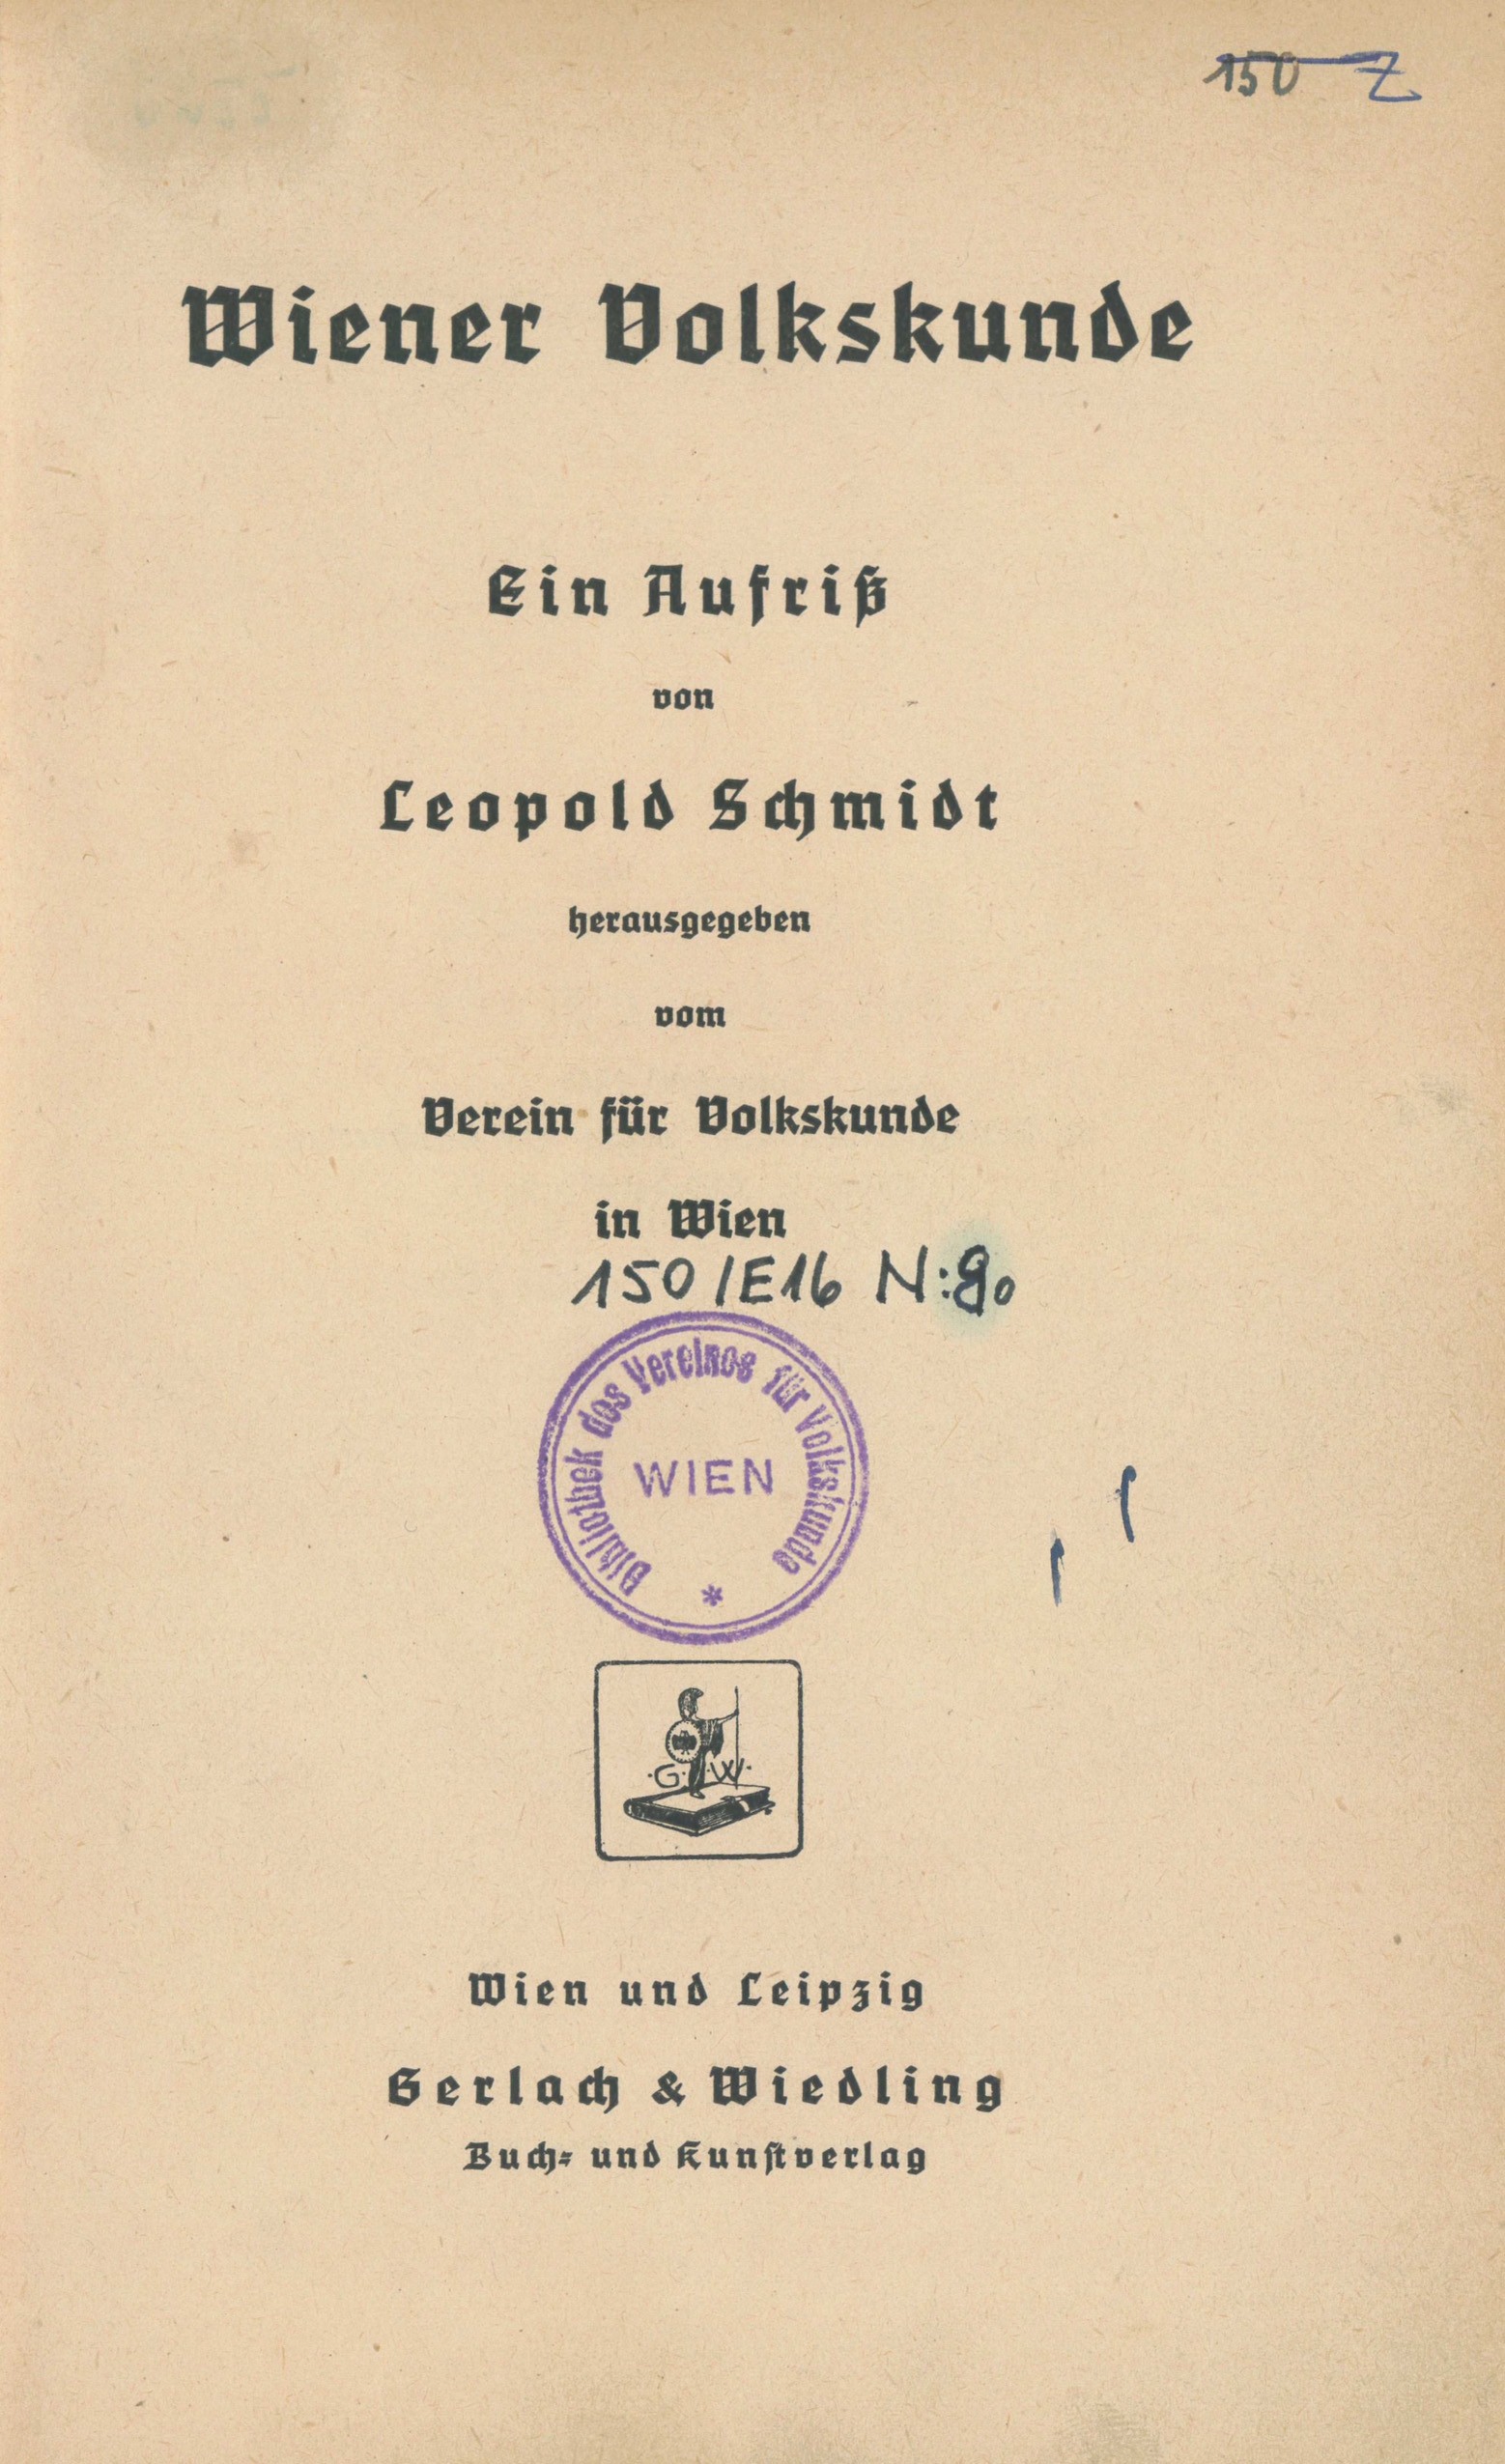 150 Z
Wiener Volkskunde
Ein Aufriß
von
Leopold Schmidt
herausgegeben
vom
Verein für Volkskunde
in Wien
150/E16 N:80
Bibliothek des Vereines für Volkskunde
WIEN
*
·G·W·
Wien und Leipzig
Gerlach & Wiedling
Buch- und Kunstverlag